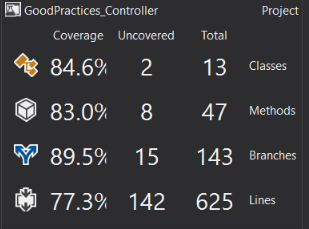 GoodPractices_Controller Project
Coverage Uncovered Total
84.6% 2 13 Classes
83.0% 8 47 Methods
89.5% 15 143 Branches
77.3% 142 625 Lines